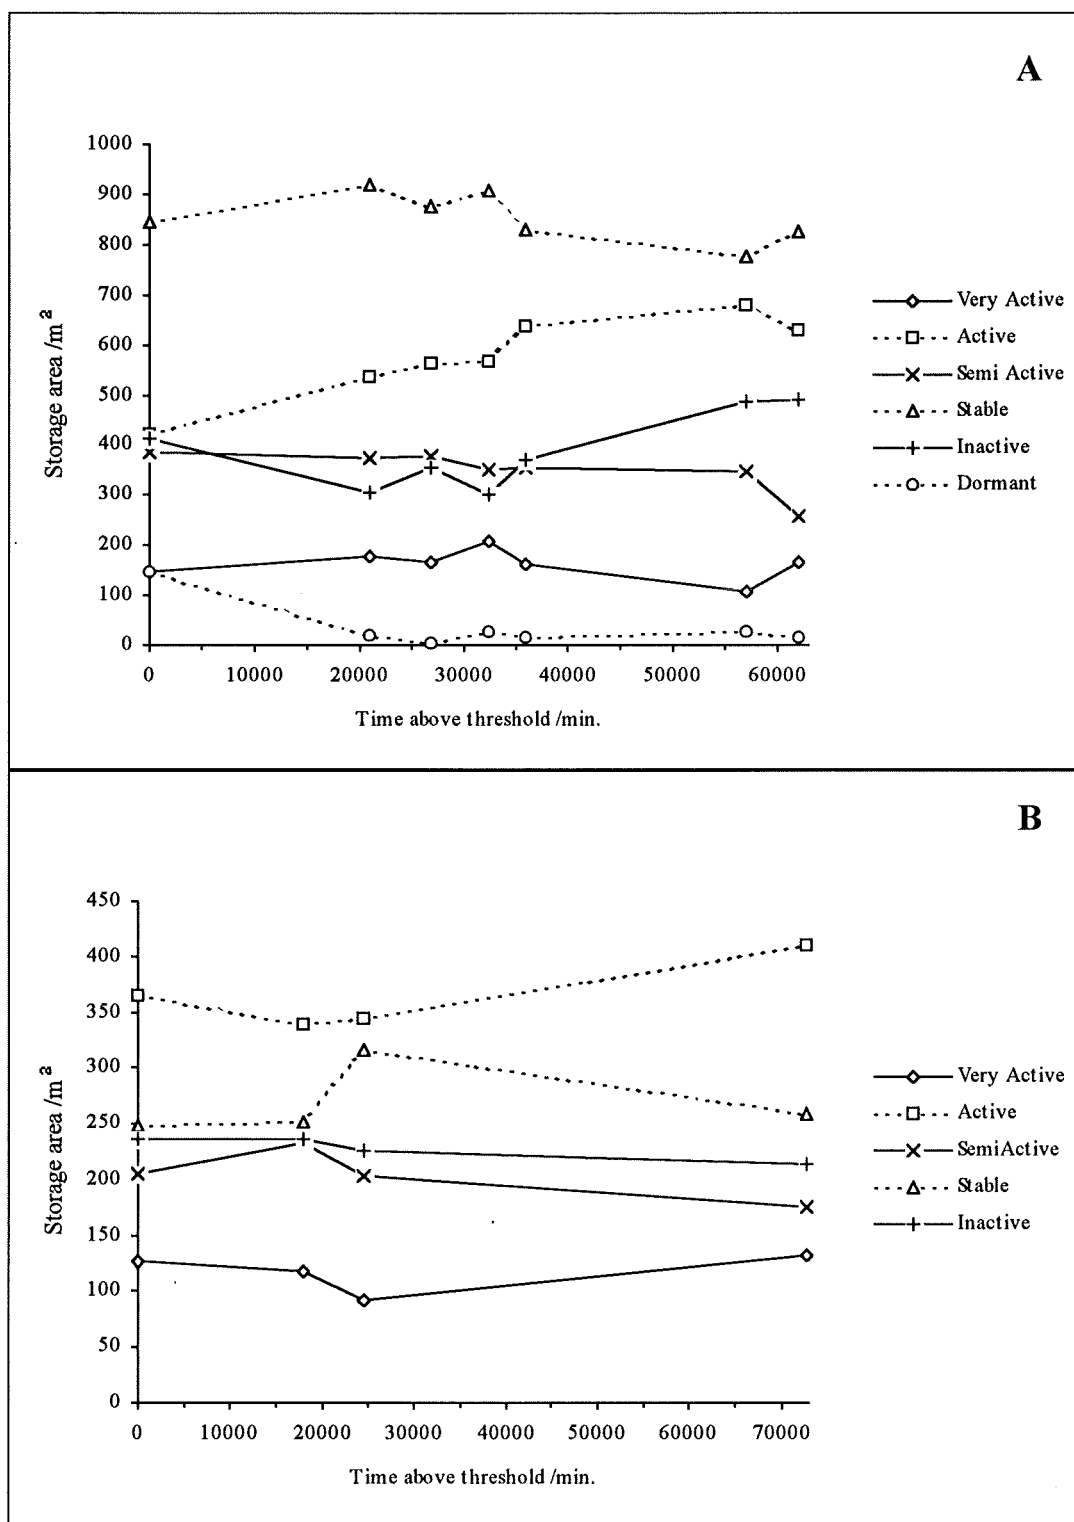 A
1000
900
800
700
600
500
400
300
200
100
0
Storage area /m²
0 10000 20000 30000 40000 50000 60000
Time above threshold /min.
Very Active
Active
Semi Active
Stable
Inactive
Dormant
B
450
400
350
300
250
200
150
100
50
0
Storage area /m²
0 10000 20000 30000 40000 50000 60000 70000
Time above threshold /min.
Very Active
Active
SemiActive
Stable
Inactive